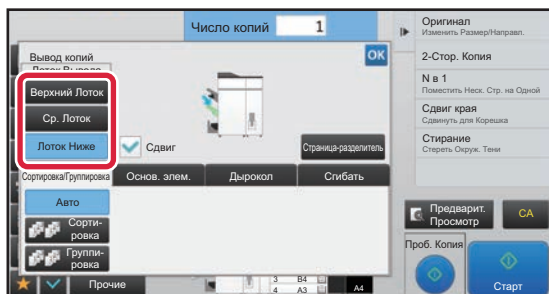 Число копий 1
Вывод копий
OK
Лоток Вывода
Верхний Лоток
Ср. Лоток
Лоток Ниже
Сдвиг
Страница-разделитель
Сортировка/Группировка
Основ. элем.
Дырокол
Сгибать
Авто
Сорти-
ровка
Группи-
ровка
Прочие
3 B4
4 A3
A4
Оригинал
Изменить Размер/Направл.
2-Стор. Копия
N в 1
Поместить Неск. Стр. на Одной
Сдвиг края
Сдвинуть для Корешка
Стирание
Стереть Окруж. Тени
Предварит.
Просмотр
CA
Проб. Копия
Старт